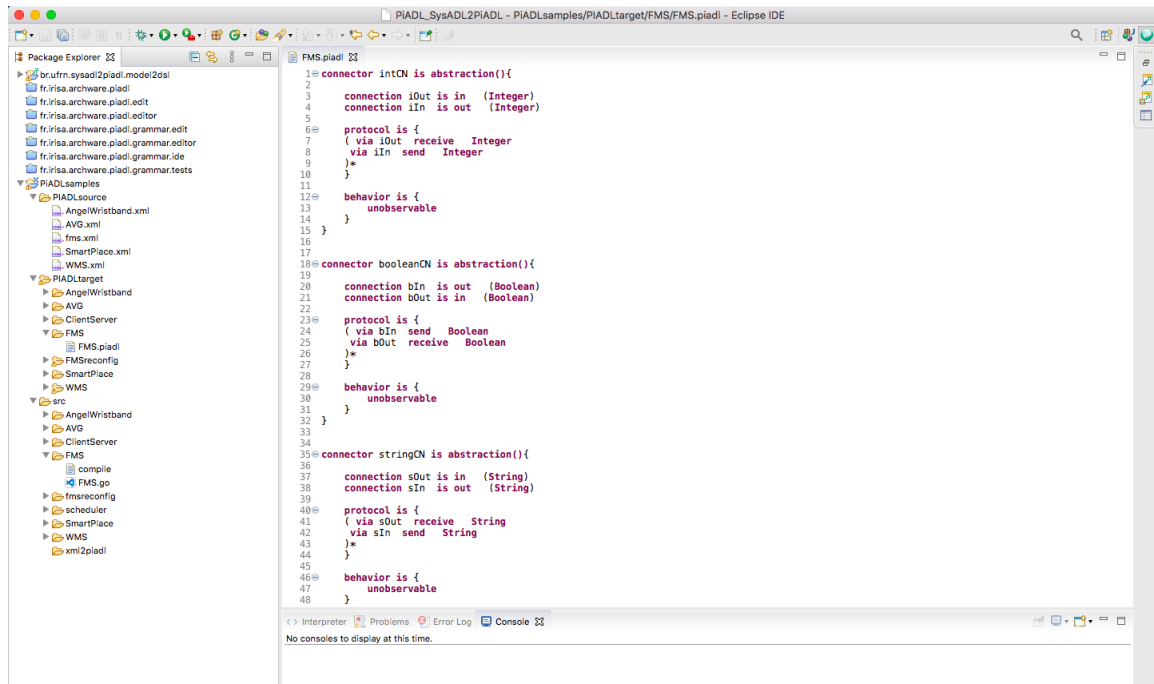 PiADL_SysADL2PiADL - PiADLsamples/PIADLtarget/FMS/FMS.piadl - Eclipse IDE
Package Explorer
br.ufrn.sysadl2piadl.model2dsl
fr.irisa.archware.piadl
fr.irisa.archware.piadl.edit
fr.irisa.archware.piadl.editor
fr.irisa.archware.piadl.grammar.edit
fr.irisa.archware.piadl.grammar.editor
fr.irisa.archware.piadl.grammar.ide
fr.irisa.archware.piadl.grammar.tests
PiADLsamples
PIADLsource
AngelWristband.xml
AVG.xml
fms.xml
SmartPlace.xml
WMS.xml
PIADLtarget
AngelWristband
AVG
ClientServer
FMS
FMS.piadl
FMSreconfig
SmartPlace
WMS
src
AngelWristband
AVG
ClientServer
FMS
compile
FMS.go
fmsreconfig
scheduler
SmartPlace
WMS
xml2piadl
FMS.piadl
1 connector intCN is abstraction(){
2
3 connection iOut is in (Integer)
4 connection iIn is out (Integer)
5
6 protocol is {
7 ( via iOut receive Integer
8 via iIn send Integer
9 )*
10 }
11
12 behavior is {
13 unobservable
14 }
15 }
16
17
18 connector booleanCN is abstraction(){
19
20 connection bIn is out (Boolean)
21 connection bOut is in (Boolean)
22
23 protocol is {
24 ( via bIn send Boolean
25 via bOut receive Boolean
26 )*
27 }
28
29 behavior is {
30 unobservable
31 }
32 }
33
34
35 connector stringCN is abstraction(){
36
37 connection sOut is in (String)
38 connection sIn is out (String)
39
40 protocol is {
41 ( via sOut receive String
42 via sIn send String
43 )*
44 }
45
46 behavior is {
47 unobservable
48 }
Interpreter Problems Error Log Console
No consoles to display at this time.